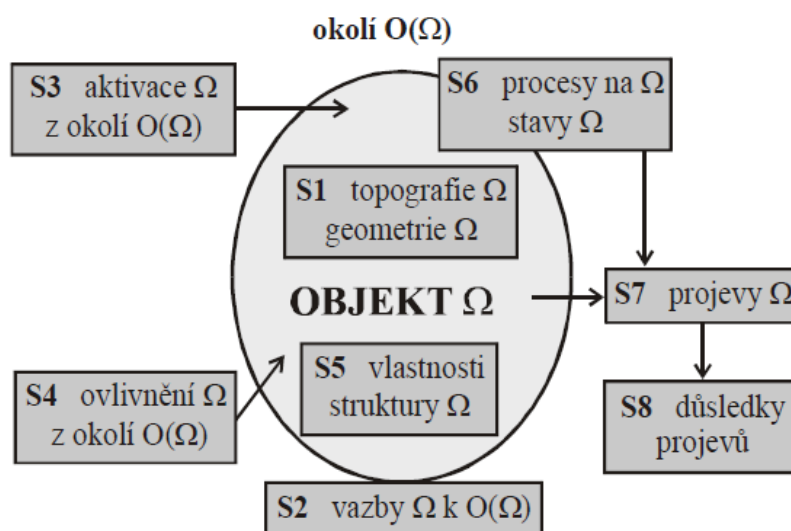 okolí O(Ω)
S3 aktivace Ω
z okolí O(Ω)
S6 procesy na Ω
stavy Ω
S1 topografie Ω
geometrie Ω
OBJEKT Ω
S7 projevy Ω
S4 ovlivnění Ω
z okolí O(Ω)
S5 vlastnosti
struktury Ω
S8 důsledky
projevů
S2 vazby Ω k O(Ω)